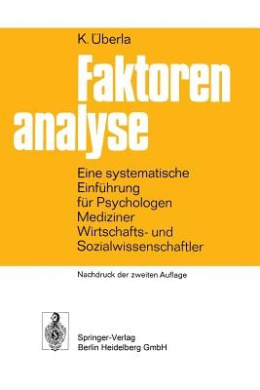 K. Überla
Faktoren
analyse
Eine systematische
Einführung
für Psychologen
Mediziner
Wirtschafts- und
Sozialwissenschaftler
Nachdruck der zweiten Auflage
Springer-Verlag
Berlin Heidelberg GmbH